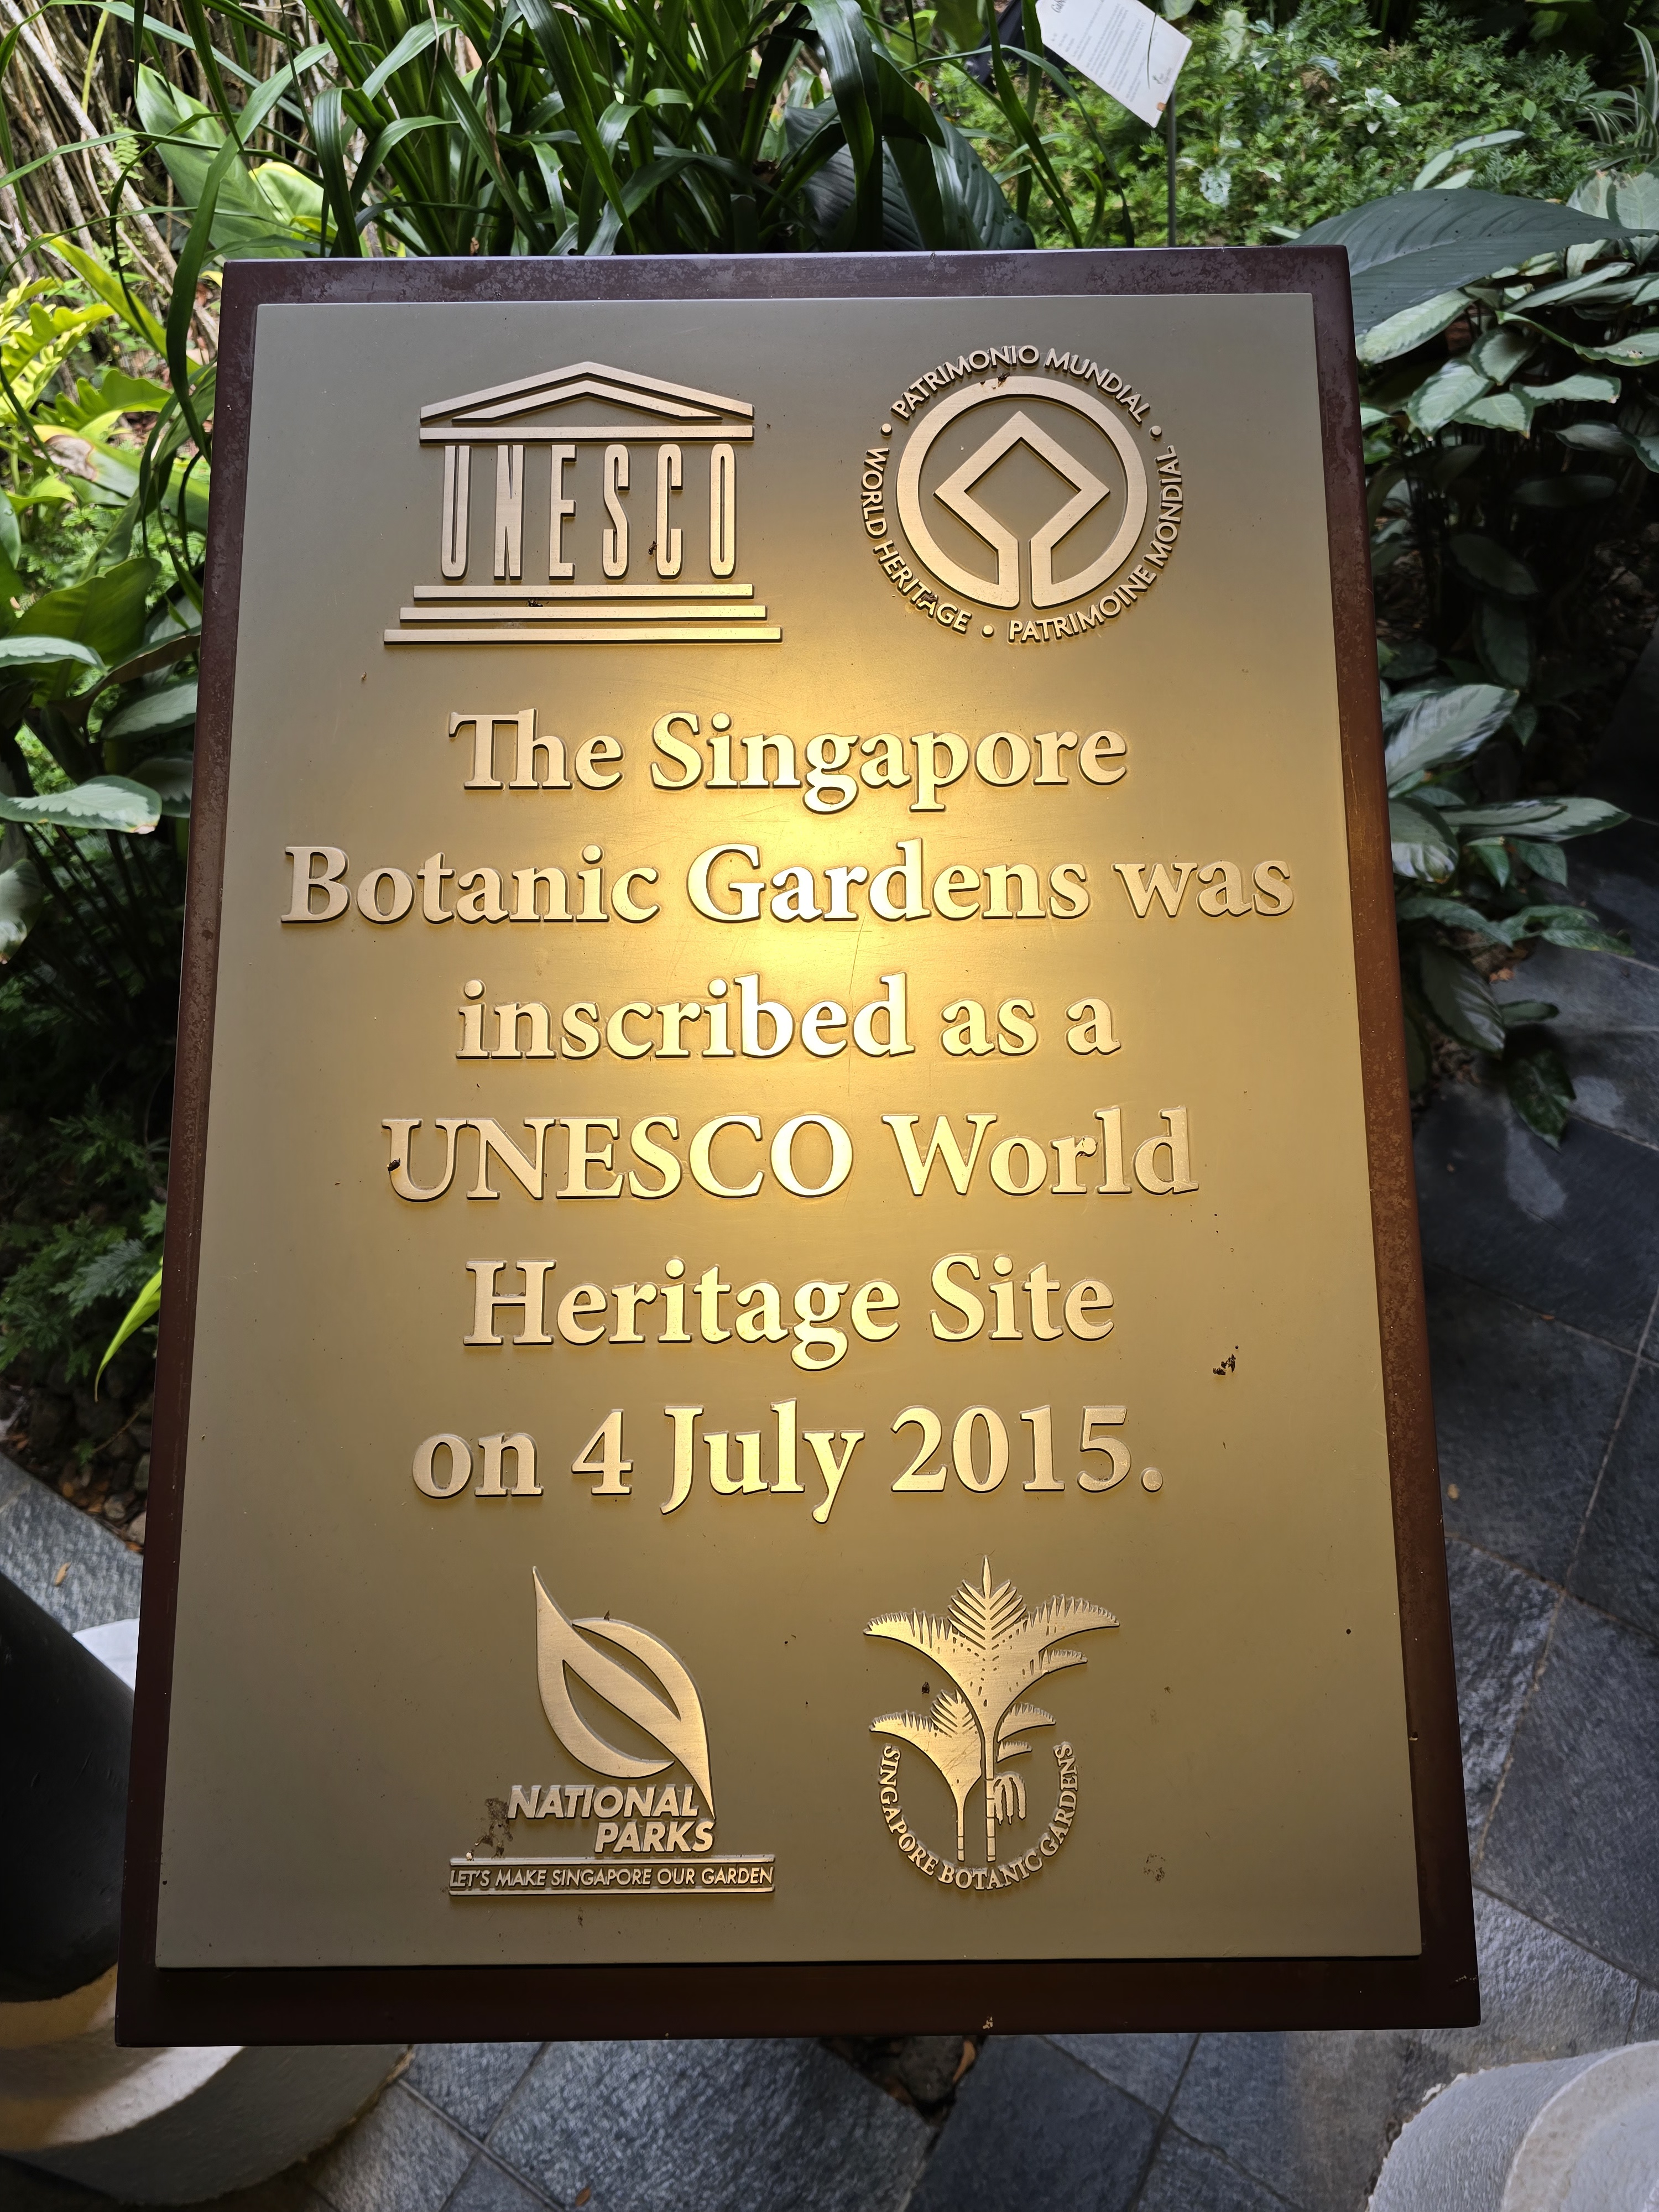 UNESCO
PATRIMONIO MUNDIAL • WORLD HERITAGE • PATRIMOINE MONDIAL •
The Singapore
Botanic Gardens was
inscribed as a
UNESCO World
Heritage Site
on 4 July 2015.
NATIONAL
PARKS
LET'S MAKE SINGAPORE OUR GARDEN
SINGAPORE BOTANIC GARDENS